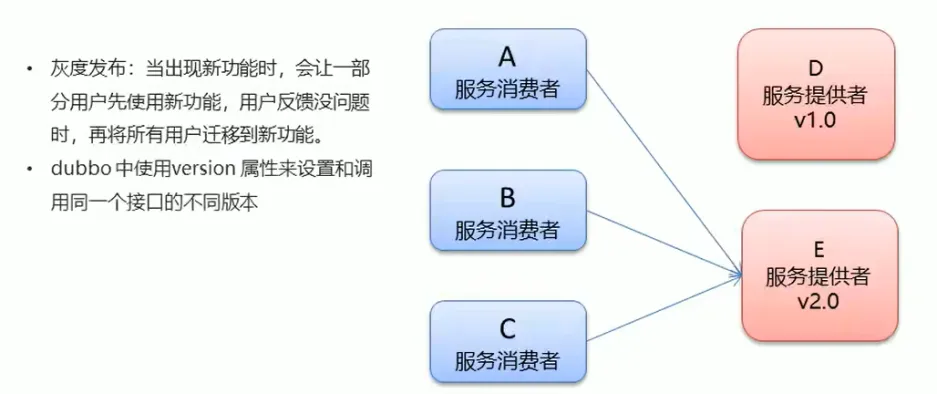 • 灰度发布：当出现新功能时，会让一部
分用户先使用新功能，用户反馈没问题
时，再将所有用户迁移到新功能。
• dubbo 中使用version 属性来设置和调
用同一个接口的不同版本
A
服务消费者
B
服务消费者
C
服务消费者
D
服务提供者
v1.0
E
服务提供者
v2.0